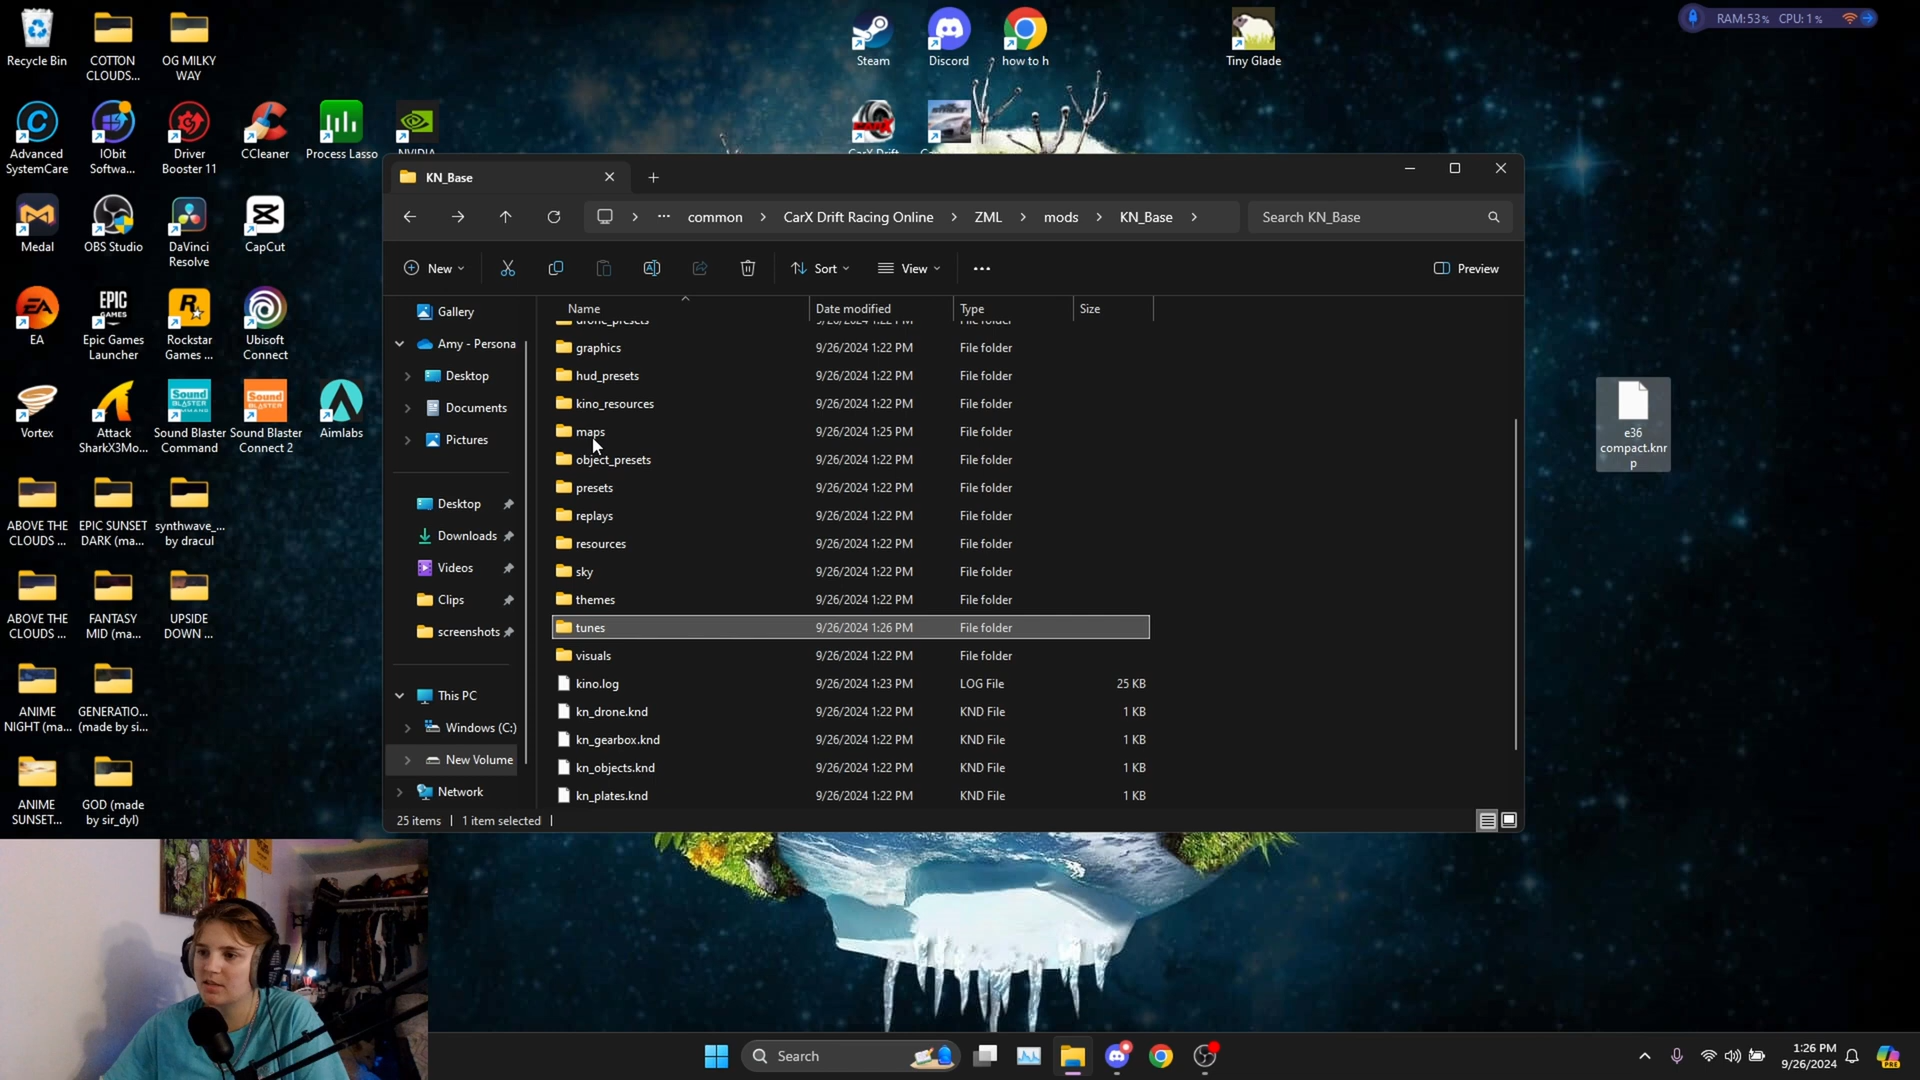 Recycle Bin
COTTON
CLOUDS...
OG MILKY
WAY
Steam
Discord
how to h
Tiny Glade
RAM:53% CPU: 1%
Advanced
SystemCare
IObit
Softwa...
Driver
Booster 11
CCleaner
Process Lasso
NVIDIA
CarX Drift
Medal
OBS Studio
DaVinci
Resolve
CapCut
EA
Epic Games
Launcher
Rockstar
Games ...
Ubisoft
Connect
Vortex
Attack
SharkX3Mo...
Sound Blaster
Command
Sound Blaster
Connect 2
Aimlabs
ABOVE THE
CLOUDS ...
EPIC SUNSET
DARK (ma...
synthwave_...
by dracul
ABOVE THE
CLOUDS ...
FANTASY
MID (ma...
UPSIDE
DOWN ...
ANIME
NIGHT (ma...
GENERATIO...
(made by si...
ANIME
SUNSET...
GOD (made
by sir_dyl)
KN_Base
common > CarX Drift Racing Online > ZML > mods > KN_Base >
Search KN_Base
New
Sort
View
Preview
Gallery
Amy - Persona
Desktop
Documents
Pictures
Desktop
Downloads
Videos
Clips
screenshots
This PC
Windows (C:)
New Volume
Network
Name Date modified Type Size
drone_presets 9/26/2024 1:22 PM File folder
graphics 9/26/2024 1:22 PM File folder
hud_presets 9/26/2024 1:22 PM File folder
kino_resources 9/26/2024 1:22 PM File folder
maps 9/26/2024 1:25 PM File folder
object_presets 9/26/2024 1:22 PM File folder
presets 9/26/2024 1:22 PM File folder
replays 9/26/2024 1:22 PM File folder
resources 9/26/2024 1:22 PM File folder
sky 9/26/2024 1:22 PM File folder
themes 9/26/2024 1:22 PM File folder
tunes 9/26/2024 1:26 PM File folder
visuals 9/26/2024 1:22 PM File folder
kino.log 9/26/2024 1:23 PM LOG File 25 KB
kn_drone.knd 9/26/2024 1:22 PM KND File 1 KB
kn_gearbox.knd 9/26/2024 1:22 PM KND File 1 KB
kn_objects.knd 9/26/2024 1:22 PM KND File 1 KB
kn_plates.knd 9/26/2024 1:22 PM KND File 1 KB
25 items | 1 item selected |
e36
compact.knr
p
Search
1:26 PM
9/26/2024